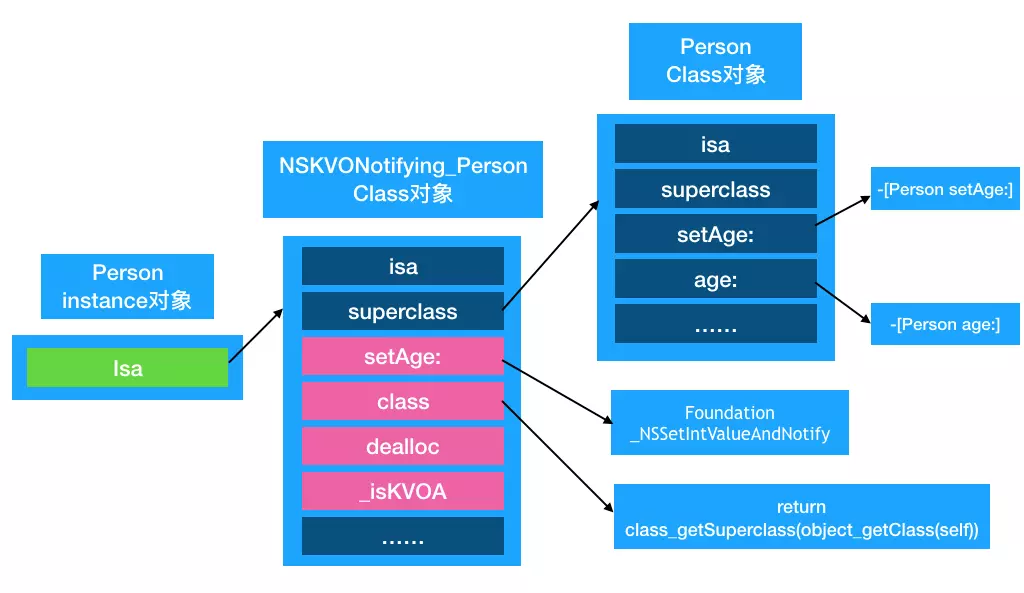 Person
instance对象
Isa
NSKVONotifying_Person
Class对象
isa
superclass
setAge:
class
dealloc
_isKVOA
......
Person
Class对象
isa
superclass
setAge:
age:
......
-[Person setAge:]
-[Person age:]
Foundation
_NSSetIntValueAndNotify
return
class_getSuperclass(object_getClass(self))